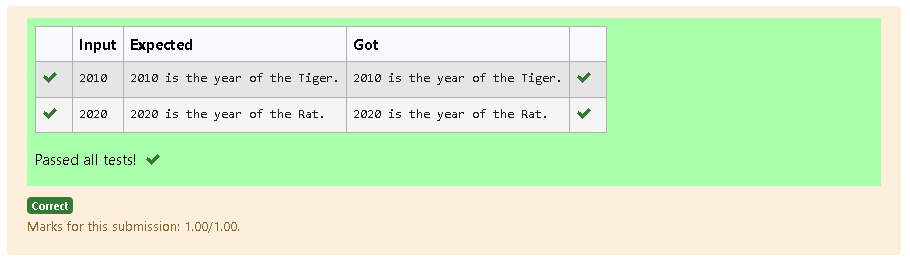 Input Expected Got
2010 2010 is the year of the Tiger. 2010 is the year of the Tiger.
2020 2020 is the year of the Rat. 2020 is the year of the Rat.
Passed all tests!
Correct
Marks for this submission: 1.00/1.00.